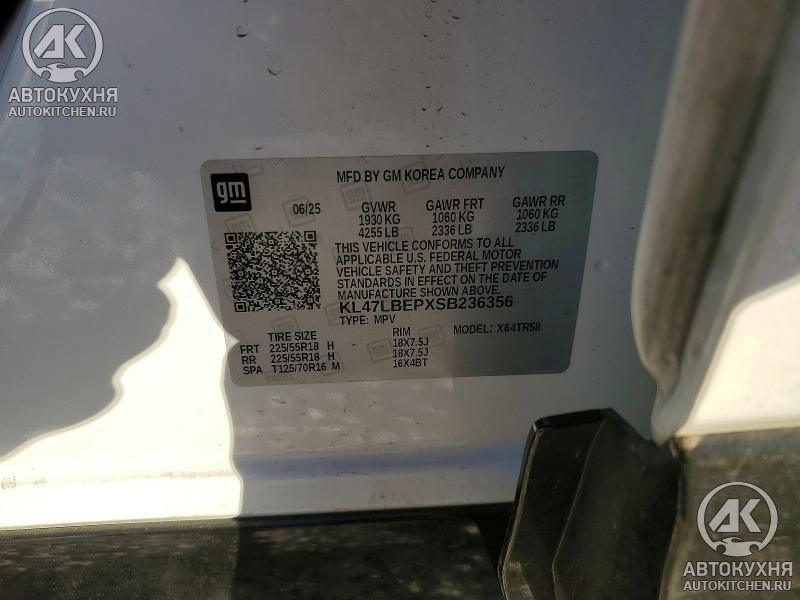 AK
АВТОКУХНЯ
AUTOKITCHEN.RU
gm
MFD BY GM KOREA COMPANY
06/25 GVWR GAWR FRT GAWR RR
1930 KG 1060 KG 1060 KG
4255 LB 2336 LB 2336 LB
THIS VEHICLE CONFORMS TO ALL
APPLICABLE U.S. FEDERAL MOTOR
VEHICLE SAFETY AND THEFT PREVENTION
STANDARDS IN EFFECT ON THE DATE OF
MANUFACTURE SHOWN ABOVE.
KL47LBEPXSB236356
TYPE: MPV MODEL: X64TR58
TIRE SIZE RIM
FRT 225/55R18 H 18X7.5J
RR 225/55R18 H 18X7.5J
SPA T125/70R16 M 16X4BT
AK
АВТОКУХНЯ
AUTOKITCHEN.RU